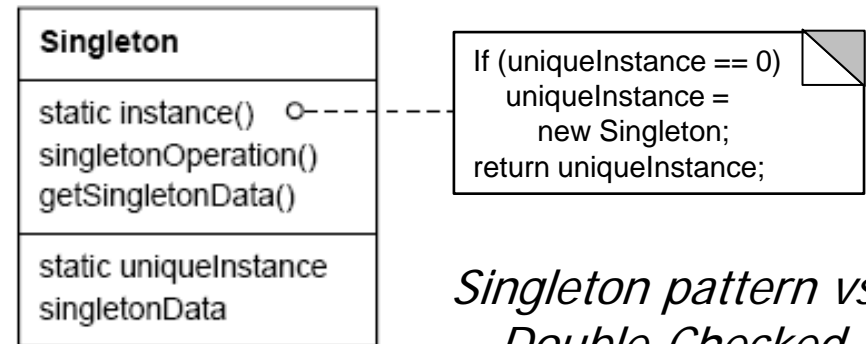 Singleton
static instance()
singletonOperation()
getSingletonData()
static uniqueInstance
singletonData
If (uniqueInstance == 0)
uniqueInstance =
new Singleton;
return uniqueInstance;
Singleton pattern vs
Double-Checked